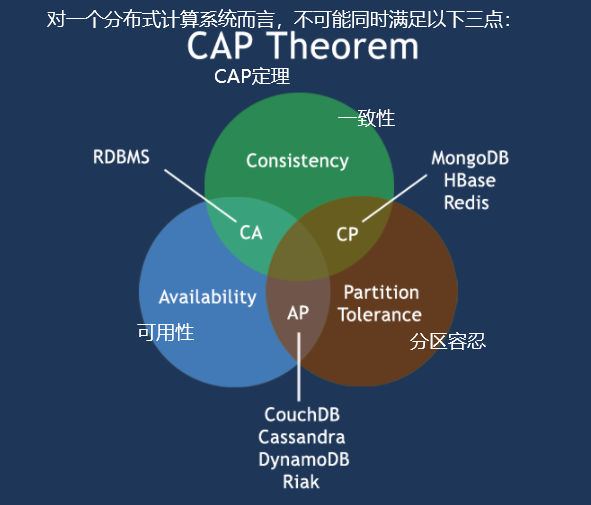 对一个分布式计算系统而言，不可能同时满足以下三点：
CAP Theorem
CAP定理
一致性
RDBMS
Consistency
MongoDB
HBase
Redis
CA
CP
Availability
AP
Partition
Tolerance
可用性
分区容忍
CouchDB
Cassandra
DynamoDB
Riak